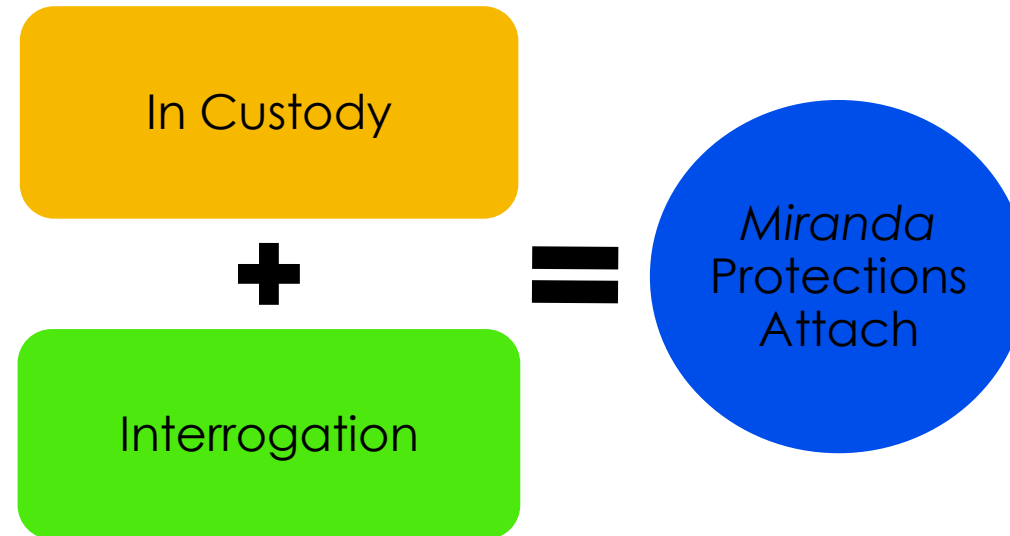 In Custody
+
Interrogation
=
Miranda
Protections
Attach